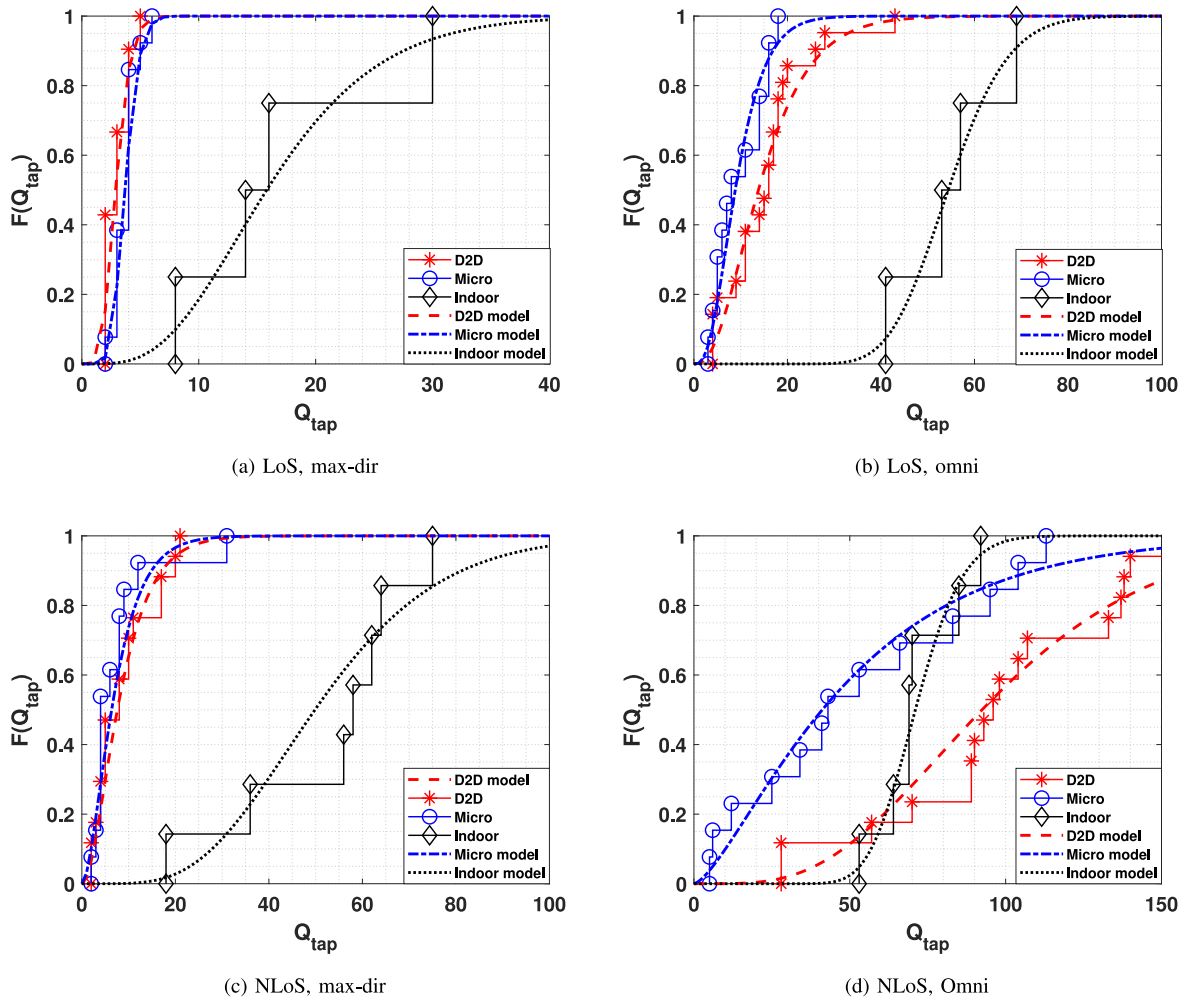 1
0.8
0.6
0.4
0.2
0
F(Q_tap)
0 10 20 30 40
Q_tap
D2D
Micro
Indoor
D2D model
Micro model
Indoor model
(a) LoS, max-dir
1
0.8
0.6
0.4
0.2
0
F(Q_tap)
0 20 40 60 80 100
Q_tap
D2D
Micro
Indoor
D2D model
Micro model
Indoor model
(b) LoS, omni
1
0.8
0.6
0.4
0.2
0
F(Q_tap)
0 20 40 60 80 100
Q_tap
D2D model
D2D
Micro
Indoor
Micro model
Indoor model
(c) NLoS, max-dir
1
0.8
0.6
0.4
0.2
0
F(Q_tap)
0 50 100 150
Q_tap
D2D
Micro
Indoor
D2D model
Micro model
Indoor model
(d) NLoS, Omni